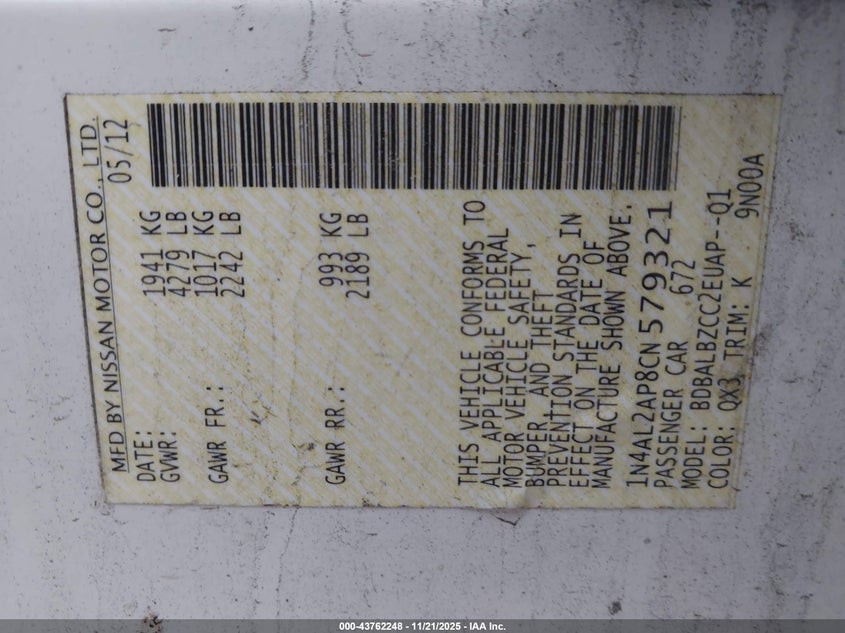 MFD BY NISSAN MOTOR CO., LTD.
DATE: 05/12
GVWR: 1941 KG
4279 LB
GAWR FR.: 1017 KG
2242 LB
GAWR RR.: 993 KG
2189 LB
THIS VEHICLE CONFORMS TO
ALL APPLICABLE FEDERAL
MOTOR VEHICLE SAFETY,
BUMPER AND THEFT
PREVENTION STANDARDS IN
EFFECT ON THE DATE OF
MANUFACTURE SHOWN ABOVE.
1N4AL2AP8CN579321
PASSENGER CAR 672
MODEL: BDBALBZCC2EUAP--Q1
COLOR: QX3 TRIM: K 9N00A
000-43762248 - 11/21/2025 - IAA Inc.